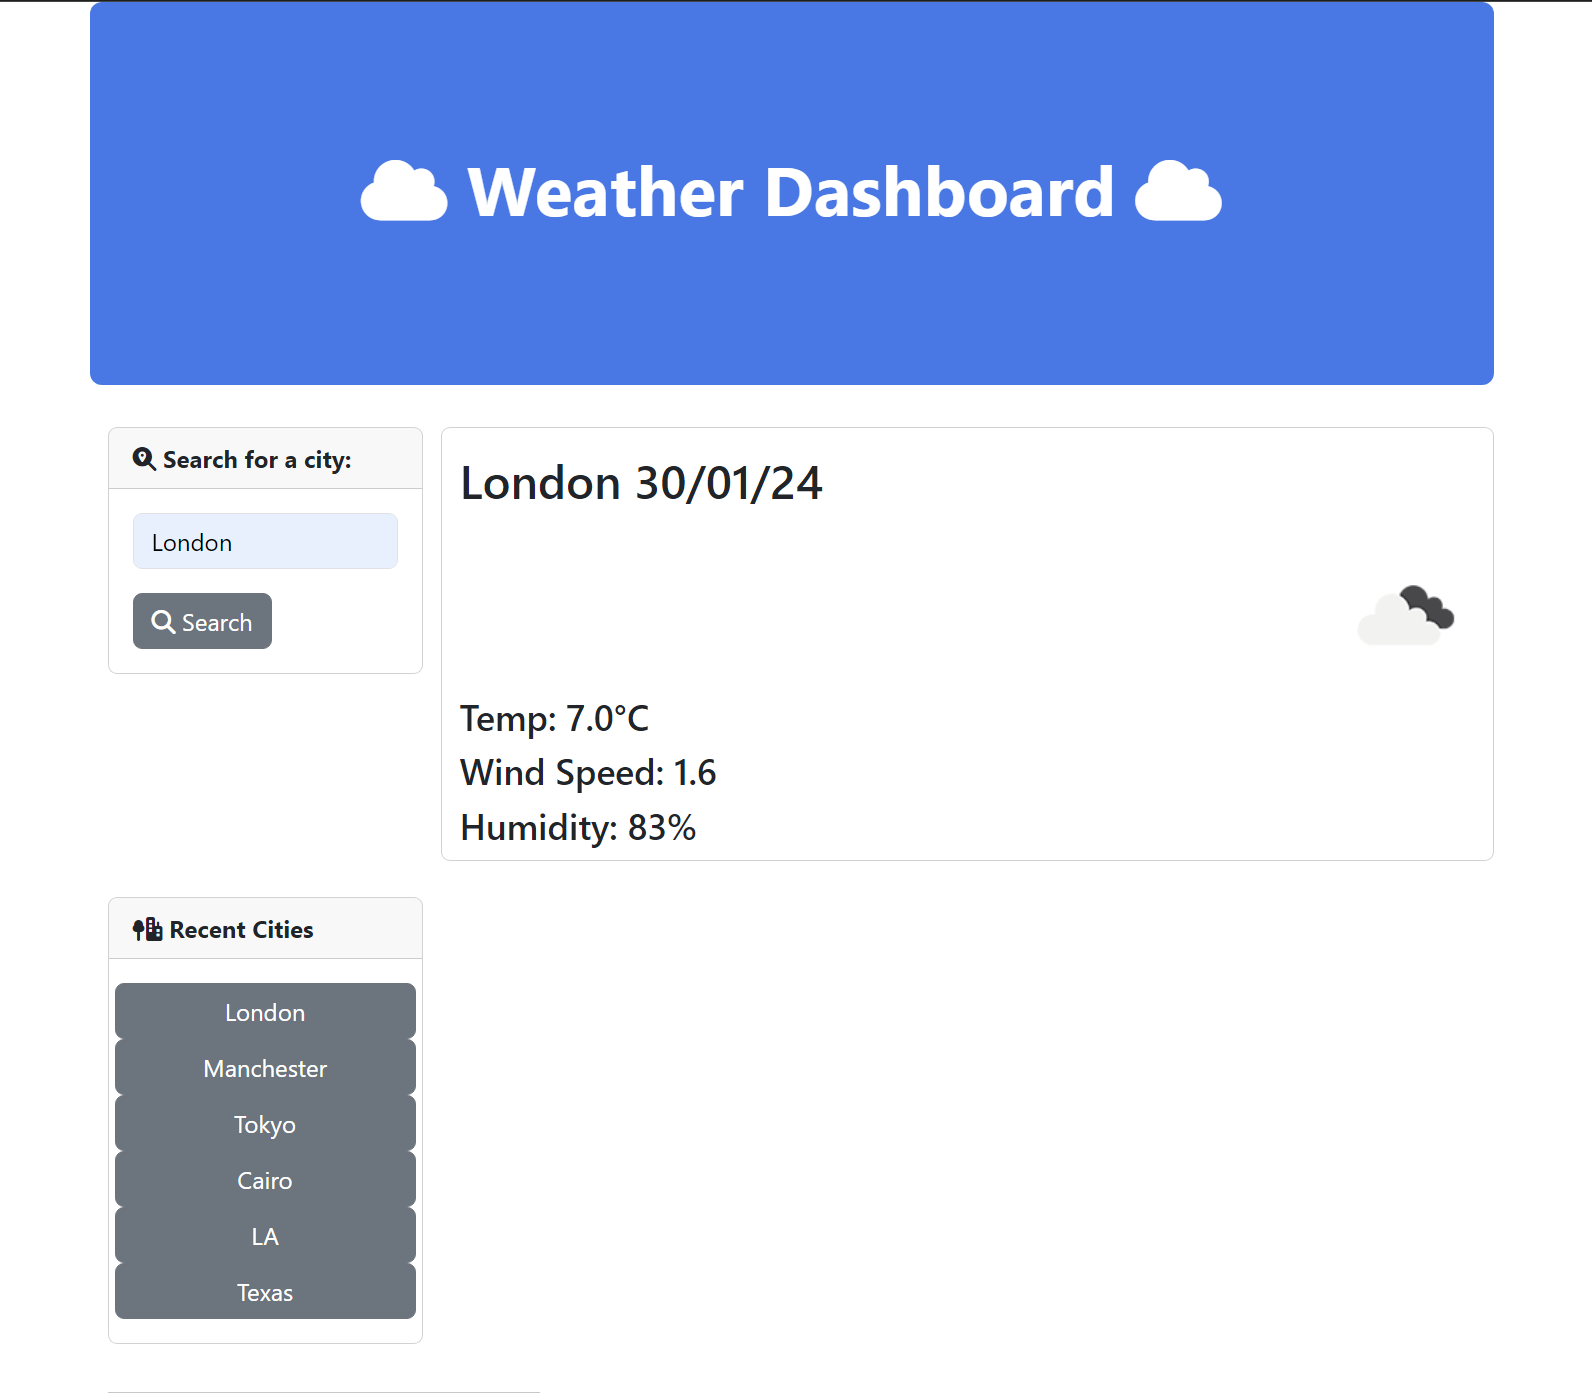 Weather Dashboard
Search for a city:
London
Search
London 30/01/24
Temp: 7.0°C
Wind Speed: 1.6
Humidity: 83%
Recent Cities
London
Manchester
Tokyo
Cairo
LA
Texas